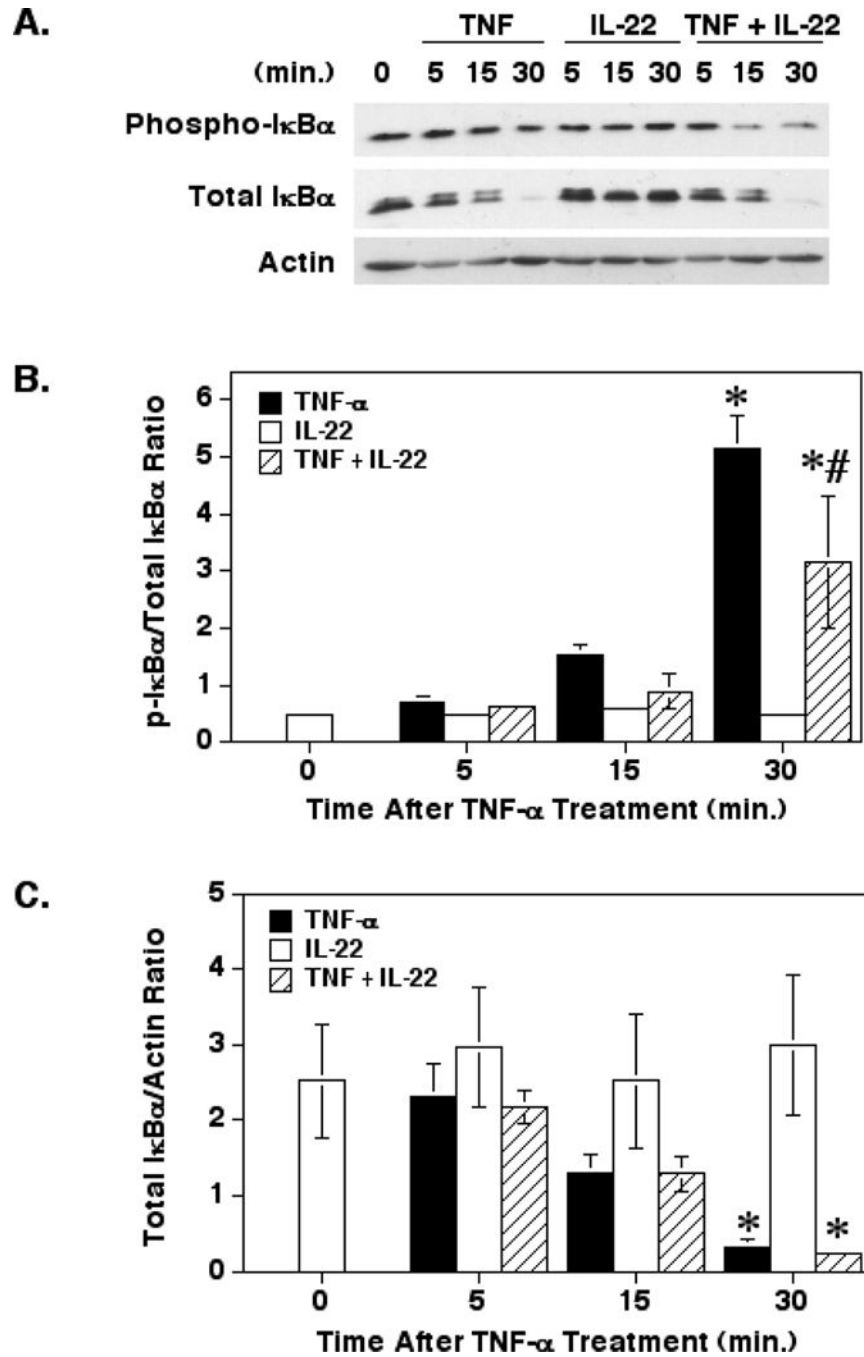 A.
TNF IL-22 TNF + IL-22
(min.) 0 5 15 30 5 15 30 5 15 30
Phospho-IκBα
Total IκBα
Actin
B.
p-IκBα/Total IκBα Ratio
6
5
4
3
2
1
0
TNF-α
IL-22
TNF + IL-22
*
*#
0 5 15 30
Time After TNF-α Treatment (min.)
C.
Total IκBα/Actin Ratio
5
4
3
2
1
0
TNF-α
IL-22
TNF + IL-22
* *
0 5 15 30
Time After TNF-α Treatment (min.)